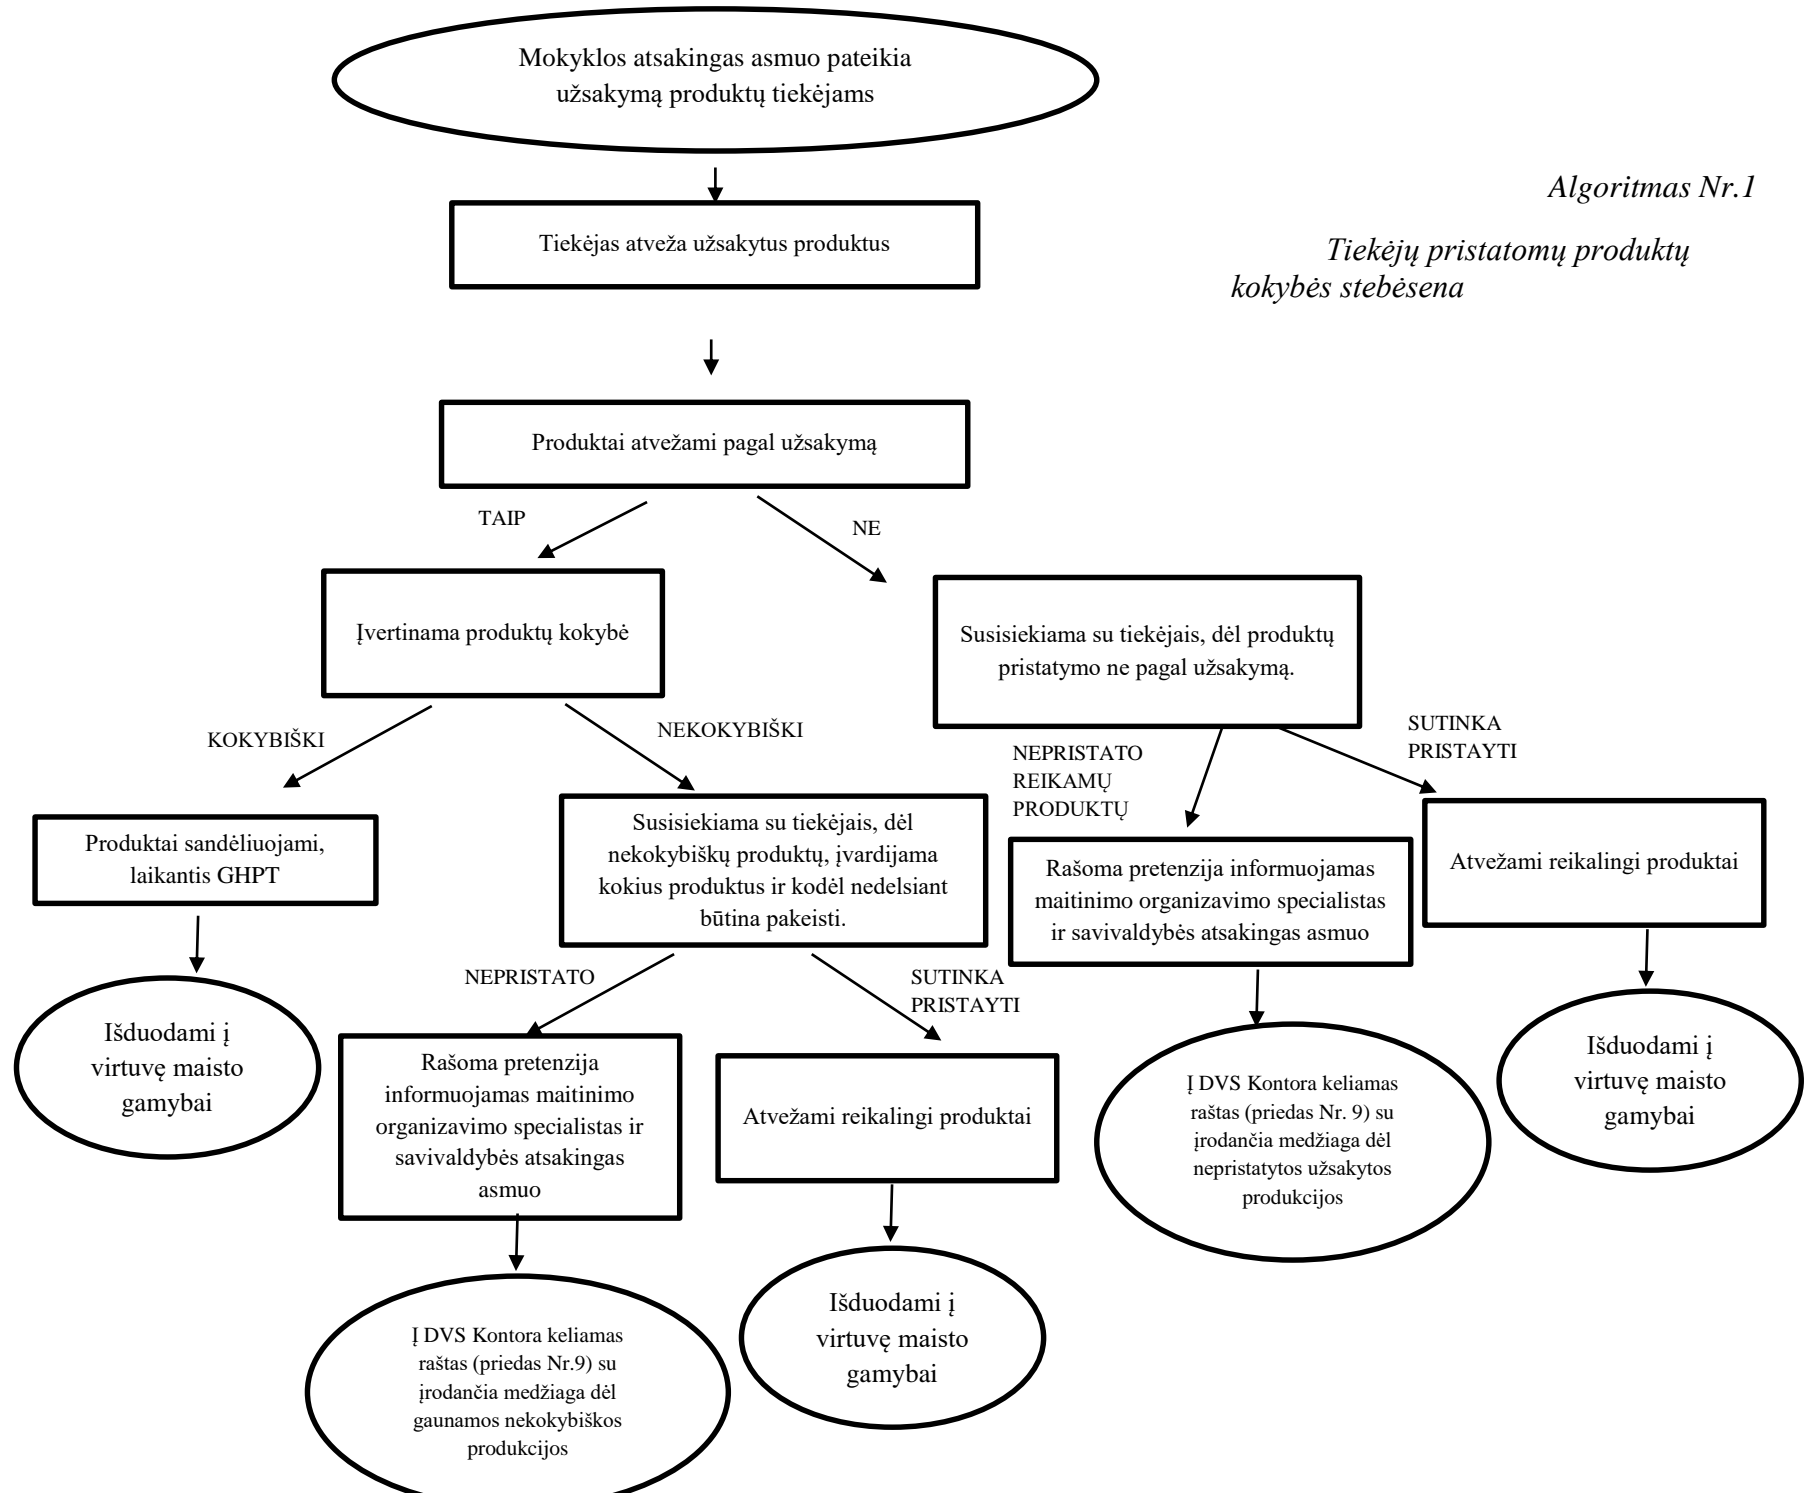 Mokyklos atsakingas asmuo pateikia
užsakymą produktų tiekėjams
Algoritmas Nr.1
Tiekėjų pristatomų produktų
kokybės stebėsena
Tiekėjas atveža užsakytus produktus
Produktai atvežami pagal užsakymą
TAIP
NE
Įvertinama produktų kokybė
Susisiekiama su tiekėjais, dėl produktų
pristatymo ne pagal užsakymą.
KOKYBIŠKI
NEKOKYBIŠKI
NEPRISTATO
REIKAMŲ
PRODUKTŲ
SUTINKA
PRISTAYTI
Produktai sandėliuojami,
laikantis GHPT
Susisiekiama su tiekėjais, dėl
nekokybiškų produktų, įvardijama
kokius produktus ir kodėl nedelsiant
būtina pakeisti.
Rašoma pretenzija informuojamas
maitinimo organizavimo specialistas
ir savivaldybės atsakingas asmuo
Atvežami reikalingi produktai
NEPRISTATO
SUTINKA
PRISTAYTI
Išduodami į
virtuvę maisto
gamybai
Rašoma pretenzija
informuojamas maitinimo
organizavimo specialistas ir
savivaldybės atsakingas
asmuo
Atvežami reikalingi produktai
Į DVS Kontora keliamas
raštas (priedas Nr. 9) su
įrodančia medžiaga dėl
nepristatytos užsakytos
produkcijos
Išduodami į
virtuvę maisto
gamybai
Į DVS Kontora keliamas
raštas (priedas Nr.9) su
įrodančia medžiaga dėl
gaunamos nekokybiškos
produkcijos
Išduodami į
virtuvę maisto
gamybai